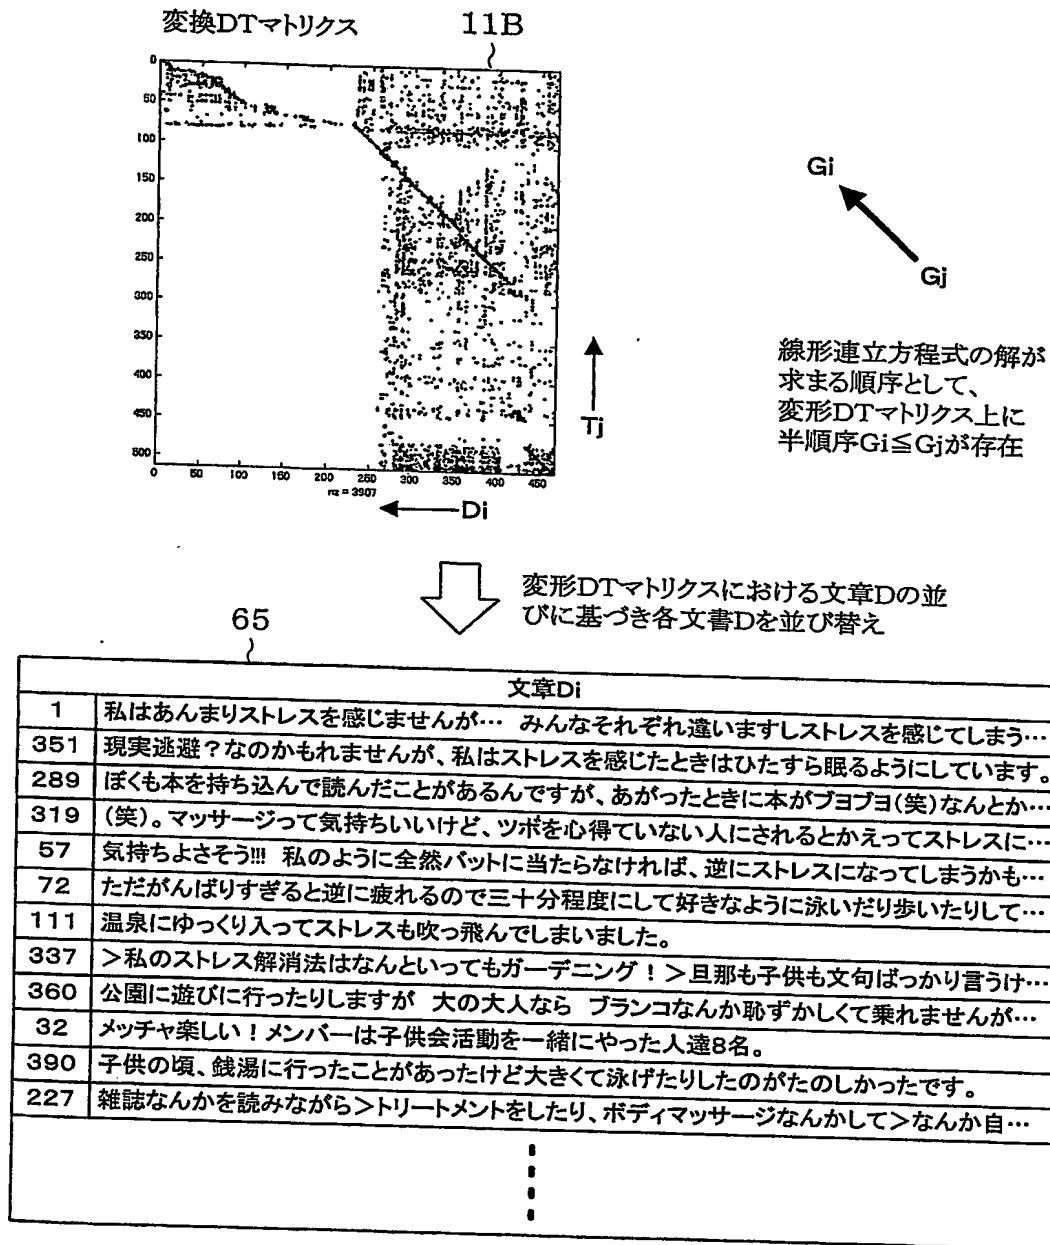 変換DTマトリクス
11B
0
50
100
150
200
250
300
350
400
450
500
0
50
100
150
200
250
300
350
400
450
nz = 3907
Di
Tj
Gi
Gj
線形連立方程式の解が
求まる順序として、
変形DTマトリクス上に
半順序Gi≦Gjが存在
変形DTマトリクスにおける文章Dの並
びに基づき各文書Dを並び替え
65
文章Di
1 私はあんまりストレスを感じませんが… みんなそれぞれ違いますしストレスを感じてしまう…
351 現実逃避？なのかもれませんが、私はストレスを感じたときはひたすら眠るようにしています。
289 ぼくも本を持ち込んで読んだことがあるんですが、あがったときに本がブヨブヨ(笑)なんとか…
319 (笑)。マッサージって気持ちいいけど、ツボを心得ていない人にされるとかえってストレスに…
57 気持ちよさそう!!! 私のように全然バットに当たらなければ、逆にストレスになってしまうかも…
72 ただがんばりすぎると逆に疲れるので三十分程度にして好きなように泳いだり歩いたりして…
111 温泉にゆっくり入ってストレスも吹っ飛んでしまいました。
337 ＞私のストレス解消法はなんといってもガーデニング！＞旦那も子供も文句ばっかり言うけ…
360 公園に遊びに行ったりしますが 大の大人なら ブランコなんか恥ずかしくて乗れませんが…
32 メッチャ楽しい！メンバーは子供会活動を一緒にやった人達8名。
390 子供の頃、銭湯に行ったことがあったけど大きくて泳げたりしたのがたのしかったです。
227 雑誌なんかを読みながら＞トリートメントをしたり、ボディマッサージなんかして＞なんか自…